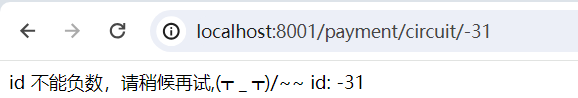 localhost:8001/payment/circuit/-31
id 不能负数，请稍候再试,(┬＿┬)/~~ id: -31